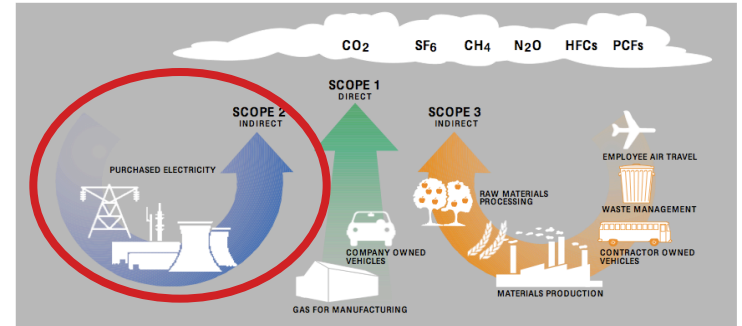 CO2 SF6 CH4 N2O HFCs PCFs
SCOPE 1
DIRECT
SCOPE 2
INDIRECT
SCOPE 3
INDIRECT
PURCHASED ELECTRICITY
EMPLOYEE AIR TRAVEL
RAW MATERIALS
PROCESSING
WASTE MANAGEMENT
COMPANY OWNED
VEHICLES
CONTRACTOR OWNED
VEHICLES
MATERIALS PRODUCTION
GAS FOR MANUFACTURING